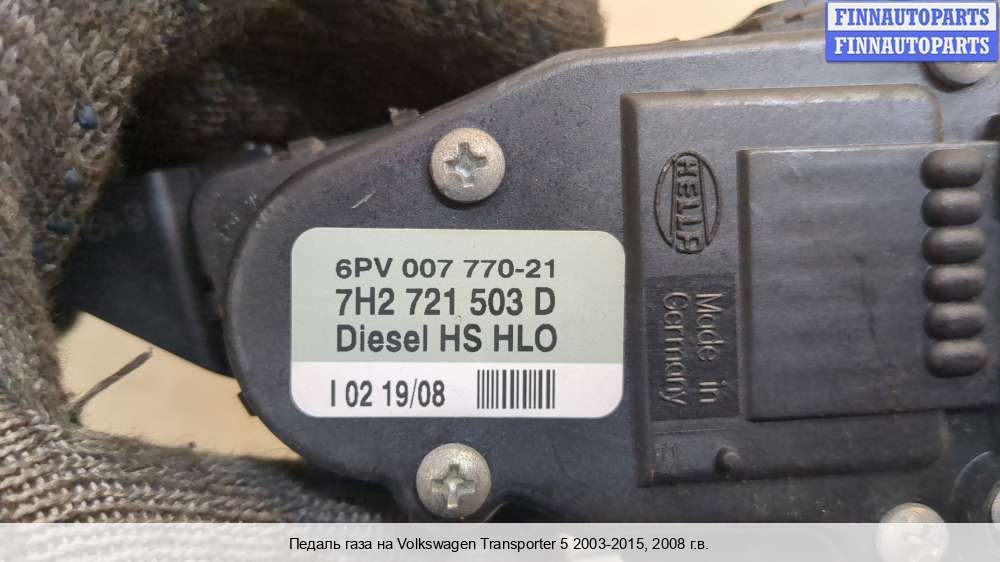 FINNAUTOPARTS
FINNAUTOPARTS
HELLA
6PV 007 770-21
7H2 721 503 D
Diesel HS HLO
I 02 19/08
Made in
Germany
Педаль газа на Volkswagen Transporter 5 2003-2015, 2008 г.в.